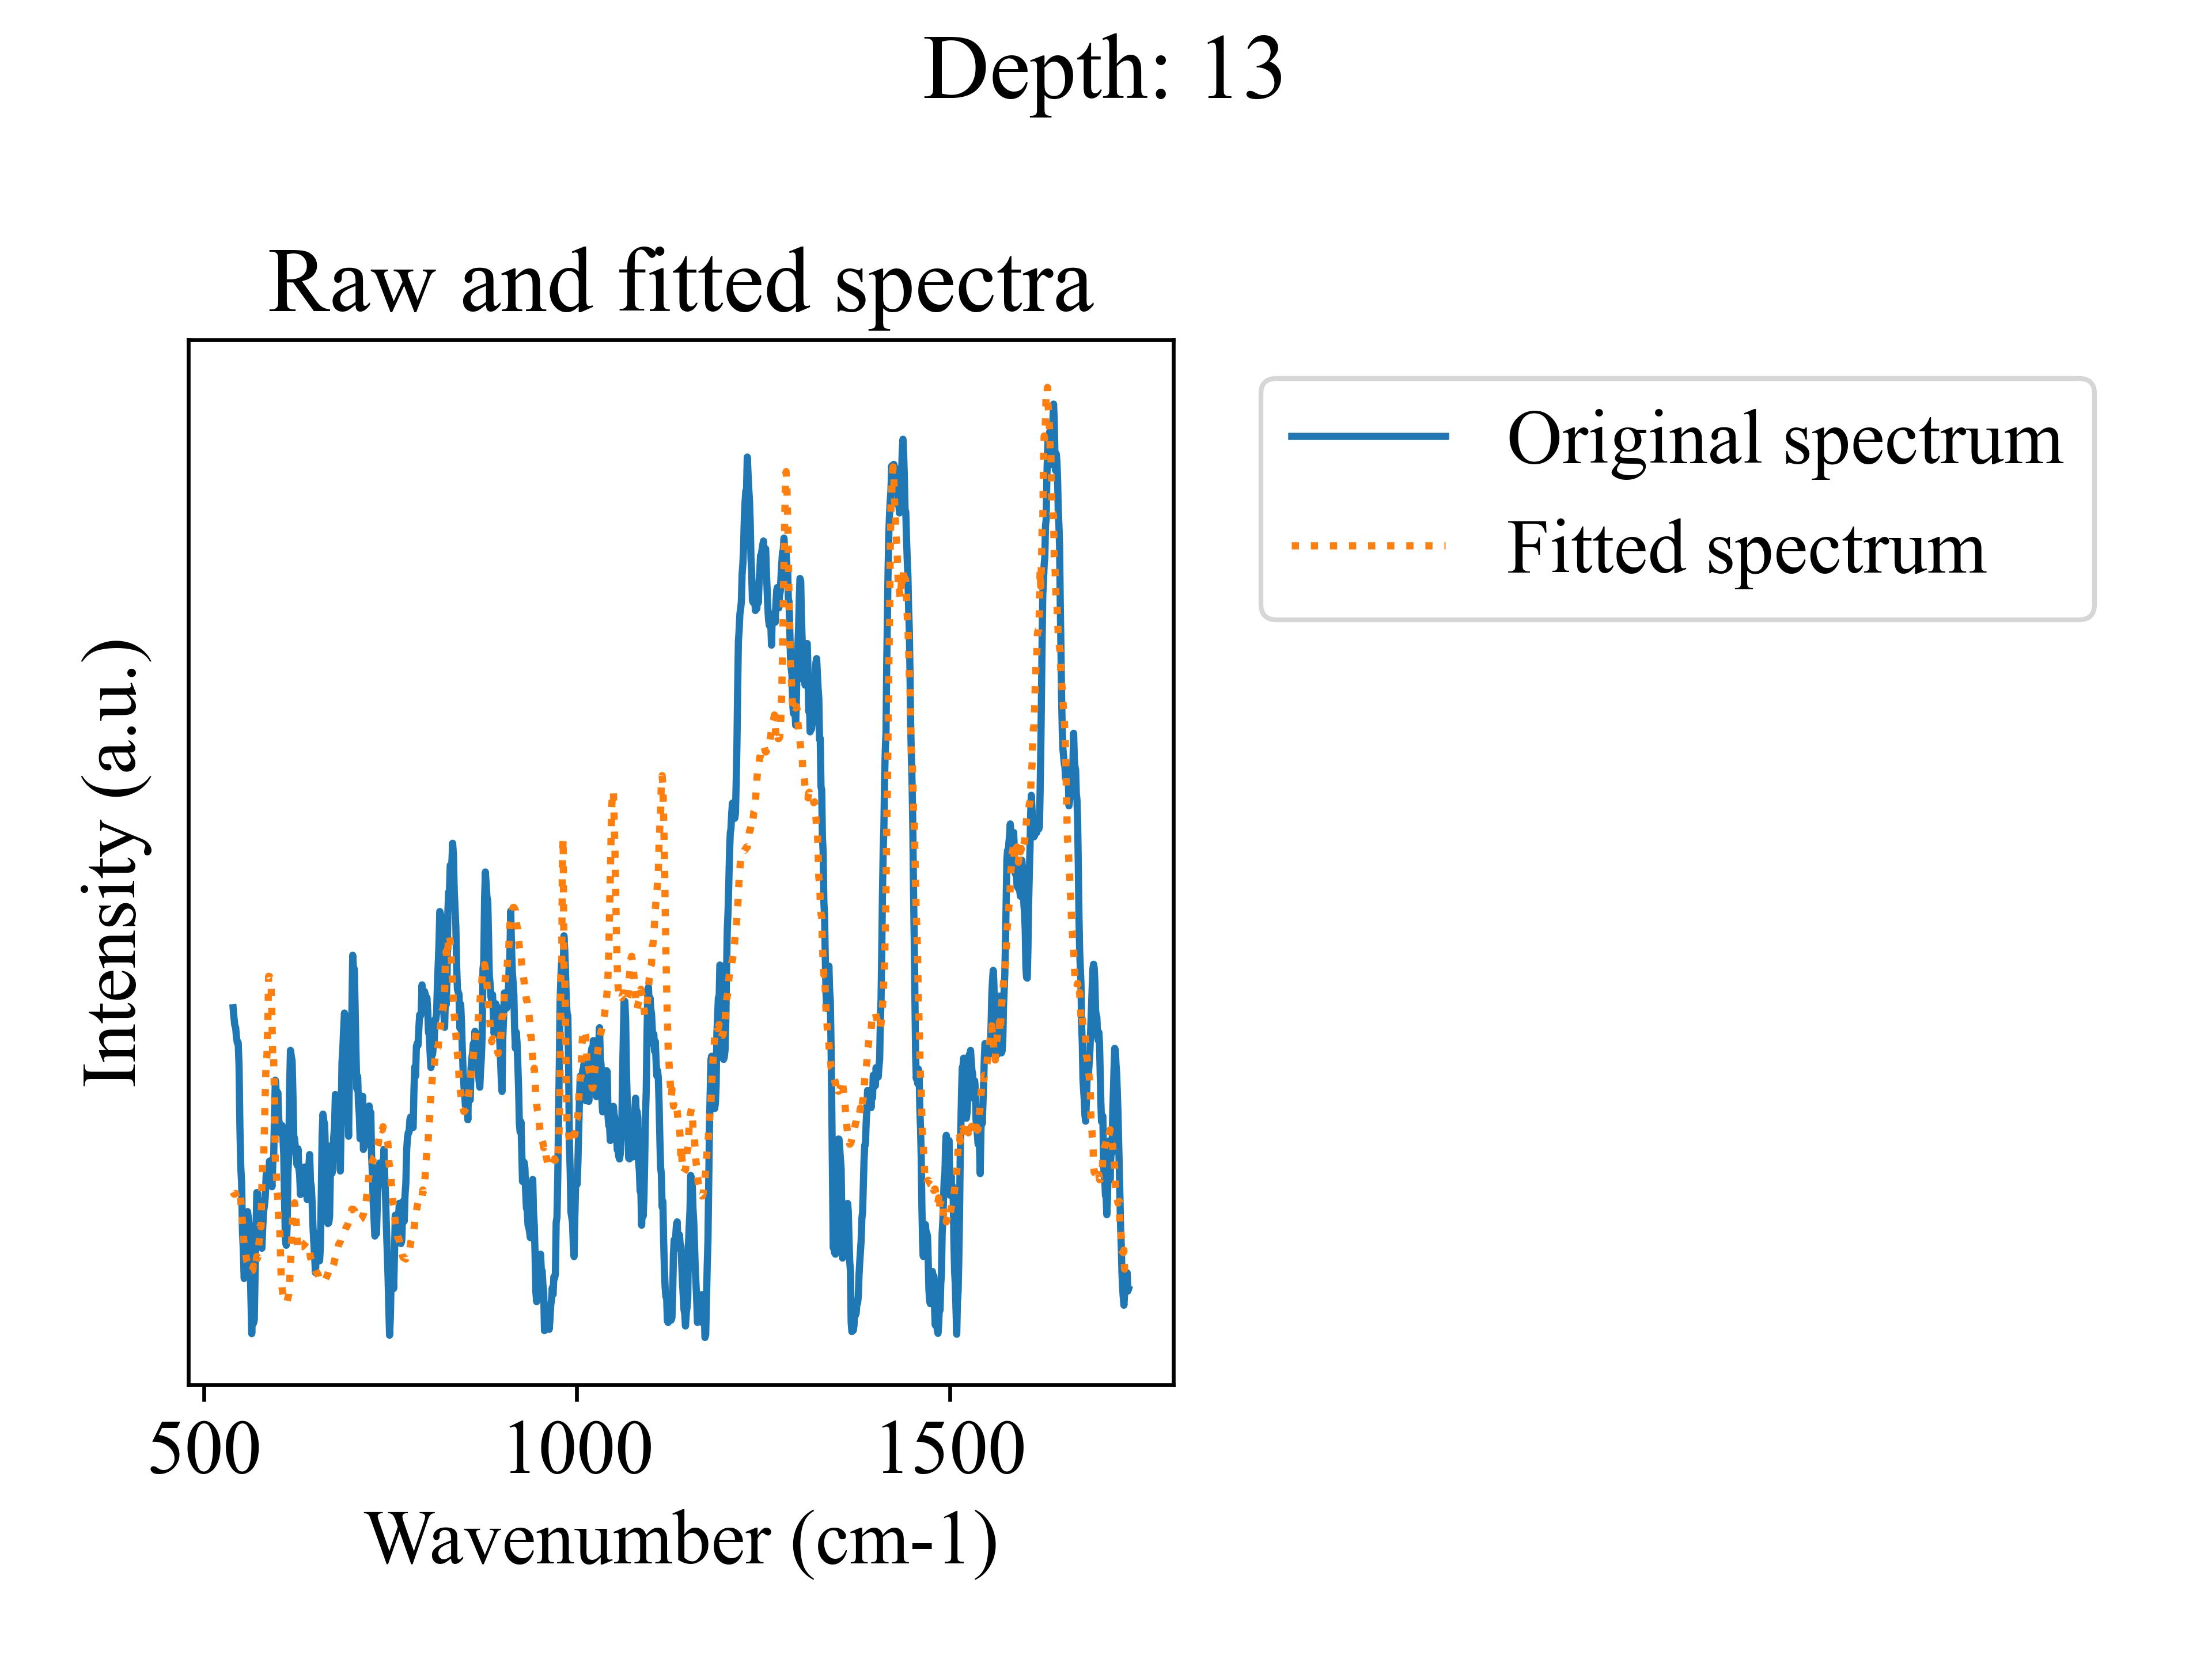 Depth: 13
Raw and fitted spectra
Original spectrum
Fitted spectrum
Intensity (a.u.)
500 1000 1500
Wavenumber (cm-1)